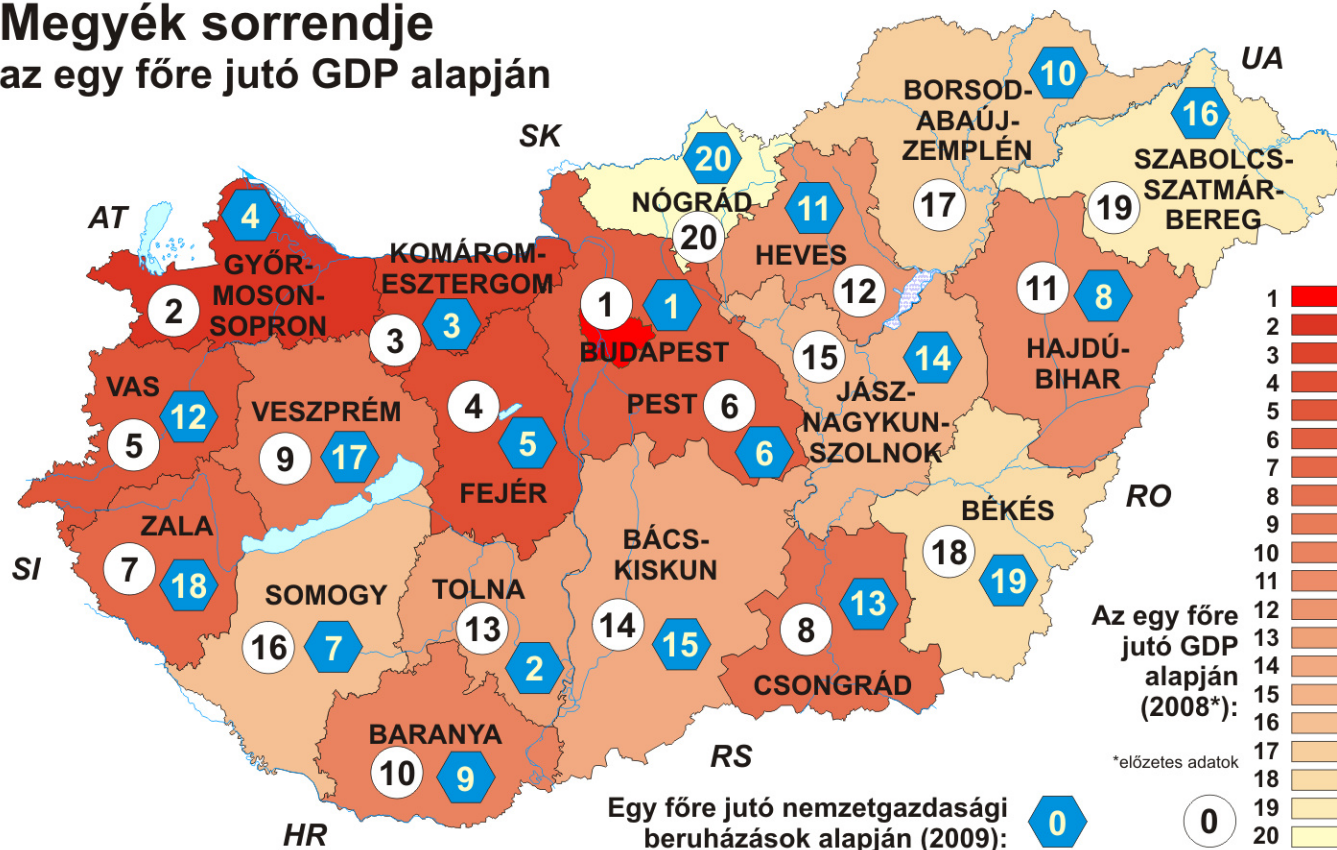 Megyék sorrendje
az egy főre jutó GDP alapján
UA
SK
AT
SI
HR
RS
RO
BORSOD-
ABAÚJ-
ZEMPLÉN
10
17
SZABOLCS-
SZATMÁR-
BEREG
16
19
NÓGRÁD
20
20
HEVES
11
12
GYŐR-
MOSON-
SOPRON
4
2
KOMÁROM-
ESZTERGOM
3
3
BUDAPEST
1
1
PEST
6
6
HAJDÚ-
BIHAR
11
8
JÁSZ-
NAGYKUN-
SZOLNOK
15
14
VAS
12
5
VESZPRÉM
9
17
FEJÉR
4
5
ZALA
7
18
SOMOGY
16
7
TOLNA
13
2
BÁCS-
KISKUN
14
15
CSONGRÁD
8
13
BÉKÉS
18
19
BARANYA
10
9
Az egy főre
jutó GDP
alapján
(2008*):
*előzetes adatok
1
2
3
4
5
6
7
8
9
10
11
12
13
14
15
16
17
18
19
20
Egy főre jutó nemzetgazdasági
beruházások alapján (2009):
0
0